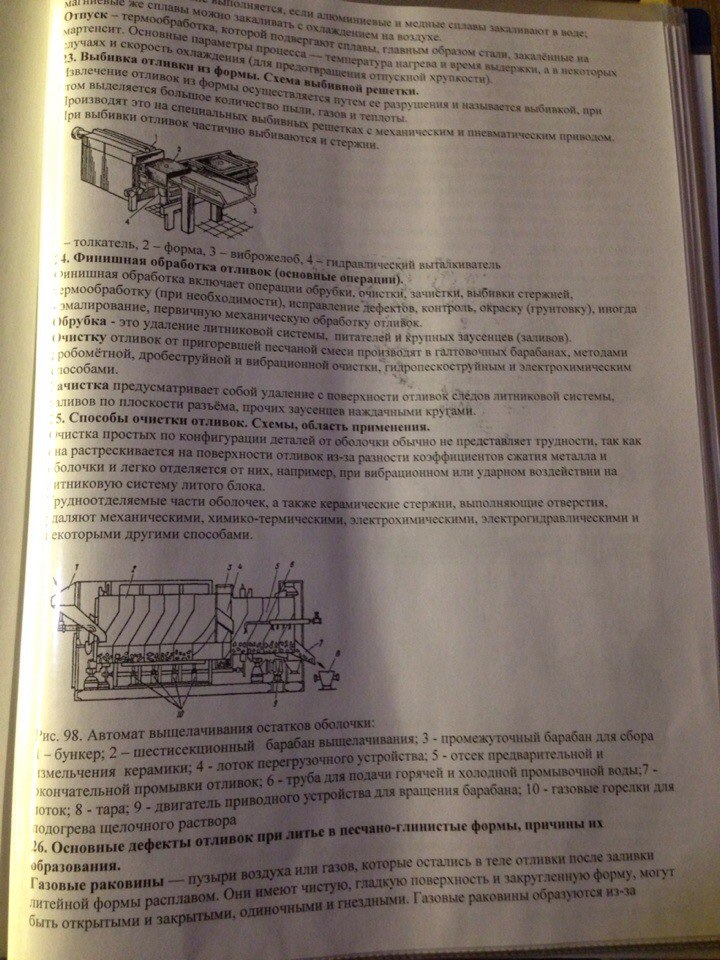 выполняется, если алюминиевые и медные сплавы закаливают в воде;
магниевые же сплавы можно закаливать с охлаждением на воздухе.
Отпуск – термообработка, которой подвергают сплавы, главным образом стали, закалённые на
мартенсит. Основные параметры процесса — температура нагрева и время выдержки, а в некоторых
случаях и скорость охлаждения (для предотвращения отпускной хрупкости).
23. Выбивка отливки из формы. Схема выбивной решетки.
Извлечение отливок из формы осуществляется путем ее разрушения и называется выбивкой, при
этом выделяется большое количество пыли, газов и теплоты.
Производят это на специальных выбивных решетках с механическим и пневматическим приводом.
При выбивки отливок частично выбиваются и стержни.
1
2
3
4
– толкатель, 2 – форма, 3 – виброжелоб, 4 – гидравлический выталкиватель
4. Финишная обработка отливок (основные операции).
Финишная обработка включает операции обрубки, очистки, зачистки, выбивки стержней,
термообработку (при необходимости), исправление дефектов, контроль, окраску (грунтовку), иногда
эмалирование, первичную механическую обработку отливок.
Обрубка - это удаление литниковой системы, питателей и крупных заусенцев (заливов).
Очистку отливок от пригоревшей песчаной смеси производят в галтовочных барабанах, методами
дробомётной, дробеструйной и вибрационной очистки, гидропескоструйным и электрохимическим
способами.
Зачистка предусматривает собой удаление с поверхности отливок следов литниковой системы,
заливов по плоскости разъёма, прочих заусенцев наждачными кругами.
5. Способы очистки отливок. Схемы, область применения.
Очистка простых по конфигурации деталей от оболочки обычно не представляет трудности, так как
она растрескивается на поверхности отливок из-за разности коэффициентов сжатия металла и
оболочки и легко отделяется от них, например, при вибрационном или ударном воздействии на
литниковую систему литого блока.
Трудноотделяемые части оболочек, а также керамические стержни, выполняющие отверстия,
удаляют механическими, химико-термическими, электрохимическими, электрогидравлическими и
некоторыми другими способами.
1 2 3 4 5 6
7
8
9
10
Рис. 98. Автомат выщелачивания остатков оболочки:
1 – бункер; 2 – шестисекционный барабан выщелачивания; 3 - промежуточный барабан для сбора
измельчения керамики; 4 - лоток перегрузочного устройства; 5 - отсек предварительной и
окончательной промывки отливок; 6 - труба для подачи горячей и холодной промывочной воды;7 -
лоток; 8 - тара; 9 - двигатель приводного устройства для вращения барабана; 10 - газовые горелки для
подогрева щелочного раствора
26. Основные дефекты отливок при литье в песчано-глинистые формы, причины их
образования.
Газовые раковины — пузыри воздуха или газов, которые остались в теле отливки после заливки
литейной формы расплавом. Они имеют чистую, гладкую поверхность и закругленную форму, могут
быть открытыми и закрытыми, одиночными и гнездными. Газовые раковины образуются из-за